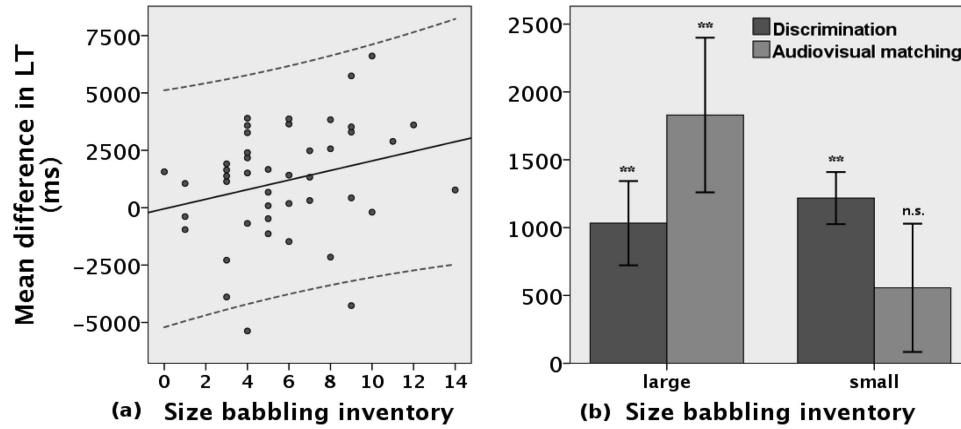 Mean difference in LT
(ms)
7500
5000
2500
0
−2500
−5000
0 2 4 6 8 10 12 14
(a) Size babbling inventory
2500
2000
1500
1000
500
0
Discrimination
Audiovisual matching
**
**
**
n.s.
large small
(b) Size babbling inventory